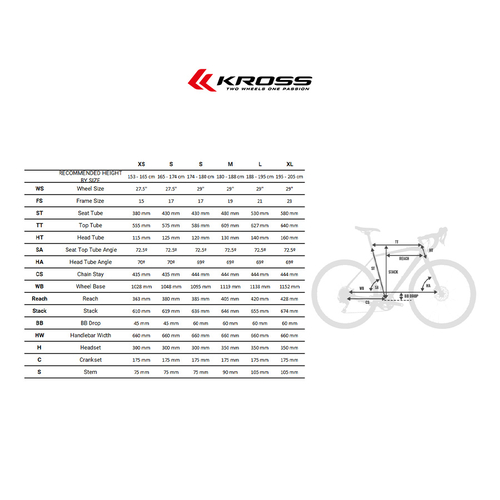 KROSS
TWO WHEELS ONE PASSION
XS S S M L XL
RECOMMENDED HEIGHT BY SIZE 153 - 165 cm 165 - 174 cm 174 - 188 cm 180 - 188 cm 188 - 195 cm 195 - 205 cm
WS Wheel Size 27,5" 27,5" 29" 29" 29" 29"
FS Frame Size 15 17 17 19 21 23
ST Seat Tube 380 mm 430 mm 430 mm 480 mm 530 mm 580 mm
TT Top Tube 555 mm 575 mm 586 mm 605 mm 627 mm 640 mm
HT Head Tube 115 mm 125 mm 120 mm 130 mm 140 mm 160 mm
SA Seat Top Tube Angle 72,5º 72,5º 72,5º 72,5º 72,5º 72,5º
HA Head Tube Angle 70º 70º 69º 69º 69º 69º
CS Chain Stay 435 mm 435 mm 444 mm 444 mm 444 mm 444 mm
WB Wheel Base 1028 mm 1048 mm 1095 mm 1119 mm 1138 mm 1152 mm
Reach Reach 363 mm 380 mm 385 mm 405 mm 420 mm 428 mm
Stack Stack 610 mm 619 mm 636 mm 646 mm 655 mm 674 mm
BB BB Drop 45 mm 45 mm 66 mm 60 mm 60 mm 60 mm
HW Handlebar Width 660 mm 660 mm 660 mm 660 mm 660 mm 660 mm
H Headset 300 mm 300 mm 350 mm 350 mm 350 mm 350 mm
C Crankset 175 mm 175 mm 175 mm 175 mm 175 mm 175 mm
S Stem 75 mm 75 mm 75 mm 90 mm 105 mm 105 mm
REACH
ST
STACK
HA
SA
WB
BB DROP
CS